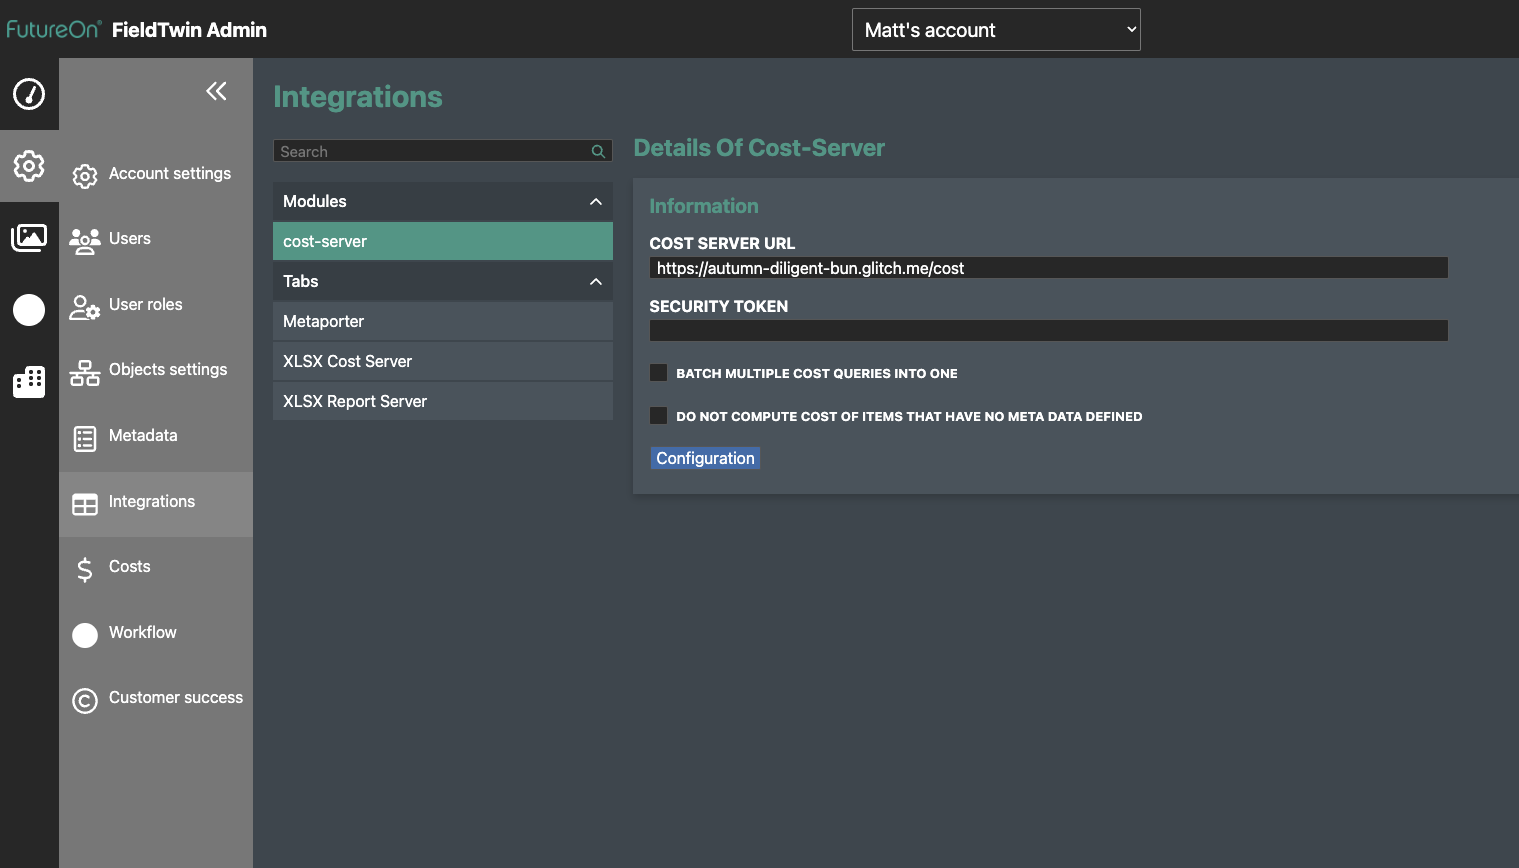 FutureOn® FieldTwin Admin
Matt's account
Account settings
Users
User roles
Objects settings
Metadata
Integrations
Costs
Workflow
Customer success
Integrations
Search
Modules
cost-server
Tabs
Metaporter
XLSX Cost Server
XLSX Report Server
Details Of Cost-Server
Information
COST SERVER URL
https://autumn-diligent-bun.glitch.me/cost
SECURITY TOKEN
BATCH MULTIPLE COST QUERIES INTO ONE
DO NOT COMPUTE COST OF ITEMS THAT HAVE NO META DATA DEFINED
Configuration